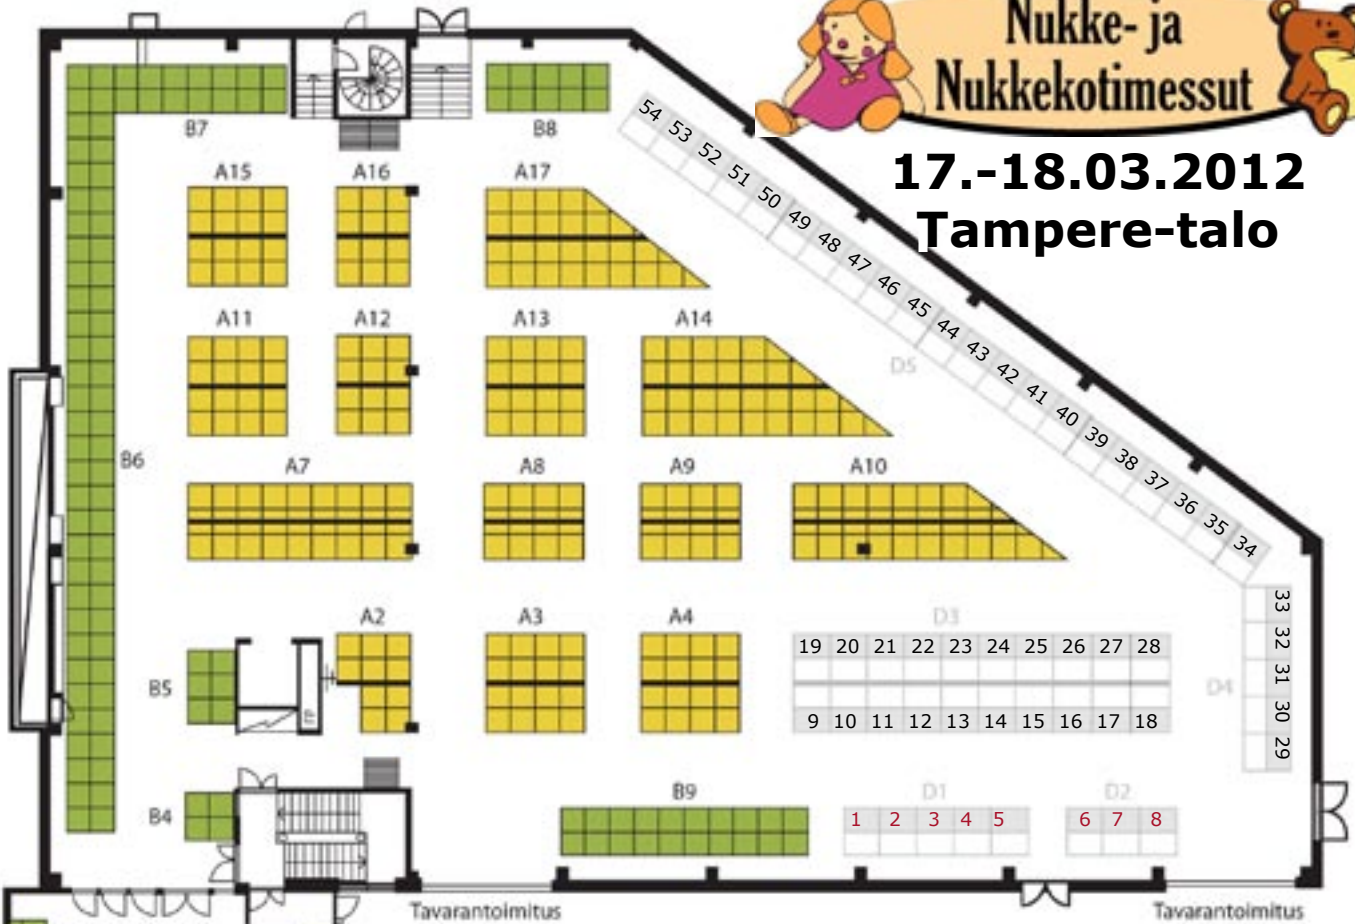 Nukke- ja
Nukkekotimessut
17.-18.03.2012
Tampere-talo
B7
B8
A15
A16
A17
54 53 52 51 50 49 48 47 46 45 44 43 42 41 40 39 38 37 36 35 34
A11
A12
A13
A14
D5
B6
A7
A8
A9
A10
33
32
31
30
29
A2
A3
A4
D3
19 20 21 22 23 24 25 26 27 28
B5
D4
TP
9 10 11 12 13 14 15 16 17 18
B4
B9
D1
D2
1 2 3 4 5
6 7 8
Tavarantoimitus
Tavarantoimitus